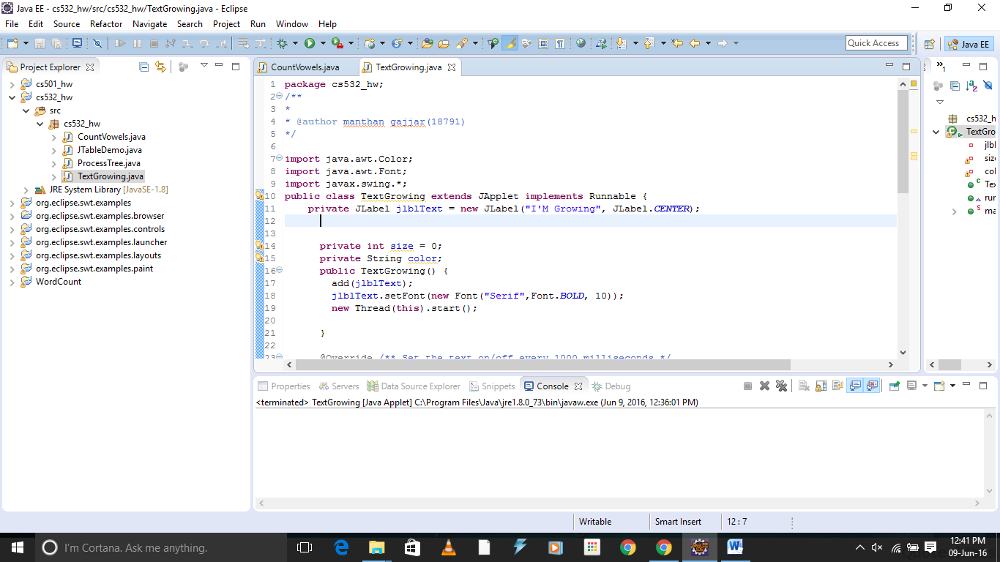 Java EE - cs532_hw/src/cs532_hw/TextGrowing.java - Eclipse
File Edit Source Refactor Navigate Search Project Run Window Help
Quick Access
Java EE
Project Explorer
cs501_hw
cs532_hw
src
cs532_hw
CountVowels.java
JTableDemo.java
ProcessTree.java
TextGrowing.java
JRE System Library [JavaSE-1.8]
org.eclipse.swt.examples
org.eclipse.swt.examples.browser
org.eclipse.swt.examples.controls
org.eclipse.swt.examples.launcher
org.eclipse.swt.examples.layouts
org.eclipse.swt.examples.paint
WordCount
CountVowels.java TextGrowing.java
1 package cs532_hw;
2 /**
3 *
4 * @author manthan gajjar(18791)
5 */
6
7 import java.awt.Color;
8 import java.awt.Font;
9 import javax.swing.*;
10 public class TextGrowing extends JApplet implements Runnable {
11 private JLabel jlblText = new JLabel("I'M Growing", JLabel.CENTER);
12
13
14 private int size = 0;
15 private String color;
16 public TextGrowing() {
17 add(jlblText);
18 jlblText.setFont(new Font("Serif",Font.BOLD, 10));
19 new Thread(this).start();
20
21 }
22
23 @Override /** Set the text on/off every 1000 milliseconds */
1
cs532_h
TextGro
jlbl
size
col
Te
run
ma
Properties Servers Data Source Explorer Snippets Console Debug
<terminated> TextGrowing [Java Applet] C:\Program Files\Java\jre1.8.0_73\bin\javaw.exe (Jun 9, 2016, 12:36:01 PM)
Writable Smart Insert 12 : 7
I'm Cortana. Ask me anything.
12:41 PM
09-Jun-16